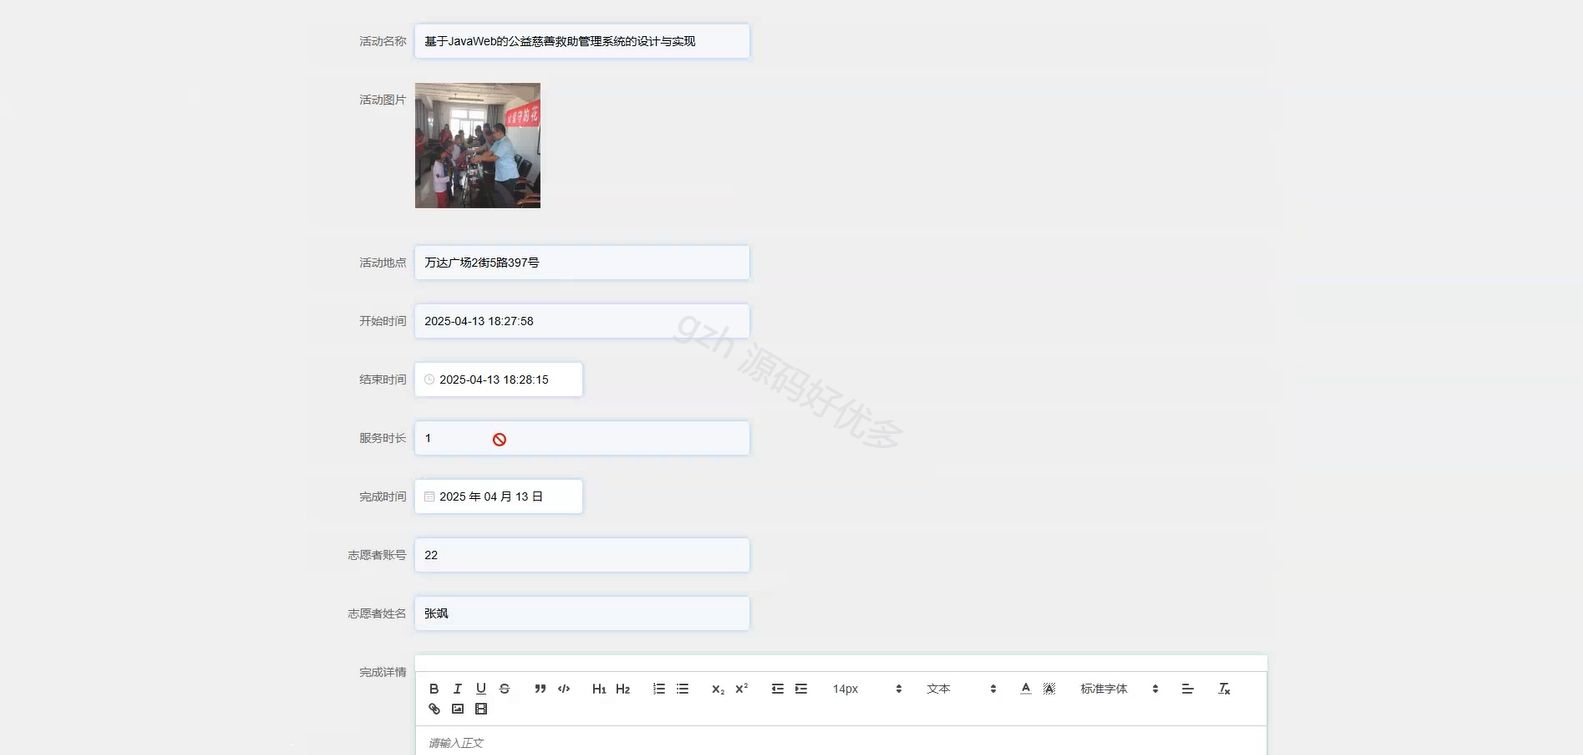 活动名称 基于JavaWeb的公益慈善救助管理系统的设计与实现
活动图片
活动地点 万达广场2街5路397号
开始时间 2025-04-13 18:27:58
gzh 源码好优多
结束时间 2025-04-13 18:28:15
服务时长 1
完成时间 2025 年 04 月 13 日
志愿者账号 22
志愿者姓名 张飒
完成详情
B I U S H1 H2 X2 X2 14px 文本 A A 标准字体
请输入正文